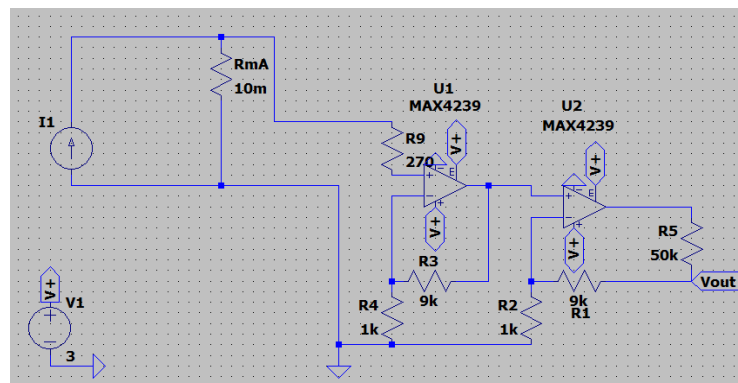 RmA
10m
I1
U1
MAX4239
U2
MAX4239
R9
270
V+
E
+
−
+
V+
V+
E
+
−
+
V+
R5
50k
Vout
R3
9k
9k
R1
R4
1k
R2
1k
V+
V1
+
−
3